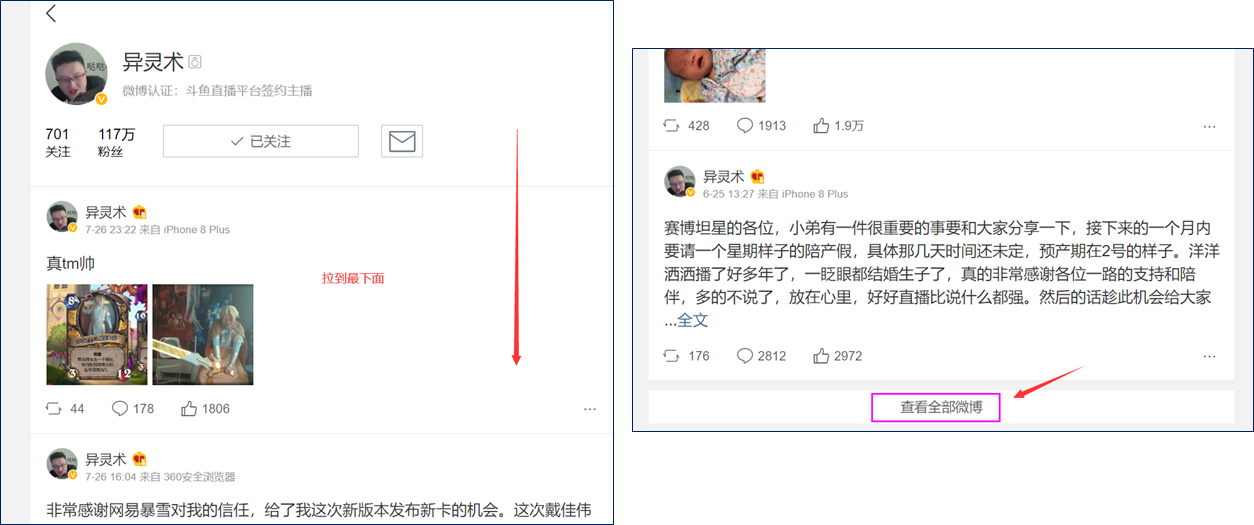 异灵术
微博认证：斗鱼直播平台签约主播
701
117万
关注
粉丝
已关注
异灵术
7-26 23:22 来自 iPhone 8 Plus
真tm帅
拉到最下面
8
3
12
44
178
1806
异灵术
7-26 16:04 来自 360安全浏览器
非常感谢网易暴雪对我的信任，给了我这次新版本发布新卡的机会。这次戴佳伟
428
1913
1.9万
异灵术
6-25 13:27 来自 iPhone 8 Plus
赛博坦星的各位，小弟有一件很重要的事要和大家分享一下，接下来的一个月内
要请一个星期样子的陪产假，具体那几天时间还未定，预产期在2号的样子。洋洋
洒洒播了好多年了，一眨眼都结婚生子了，真的非常感谢各位一路的支持和陪
伴，多的不说了，放在心里，好好直播比说什么都强。然后的话趁此机会给大家
...全文
176
2812
2972
查看全部微博